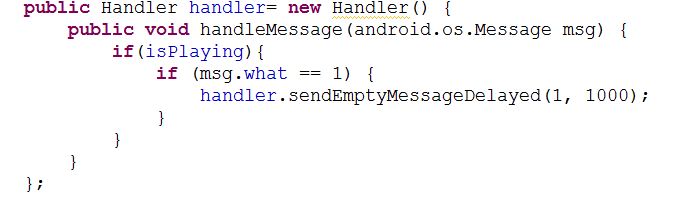 public Handler handler= new Handler() {
public void handleMessage(android.os.Message msg) {
if(isPlaying){
if (msg.what == 1) {
handler.sendEmptyMessageDelayed(1, 1000);
}
}
}
};